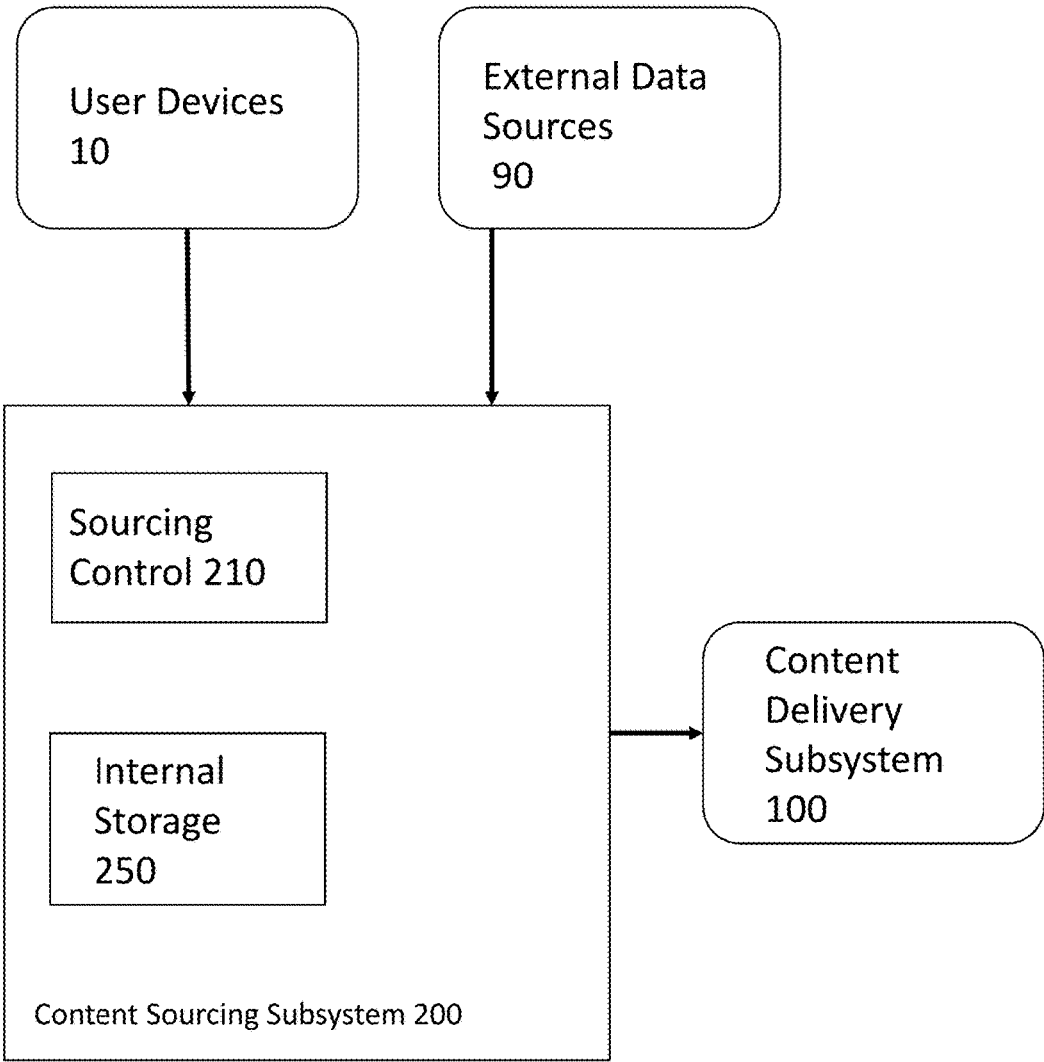 User Devices
10
External Data
Sources
90
Sourcing
Control 210
Internal
Storage
250
Content Sourcing Subsystem 200
Content
Delivery
Subsystem
100